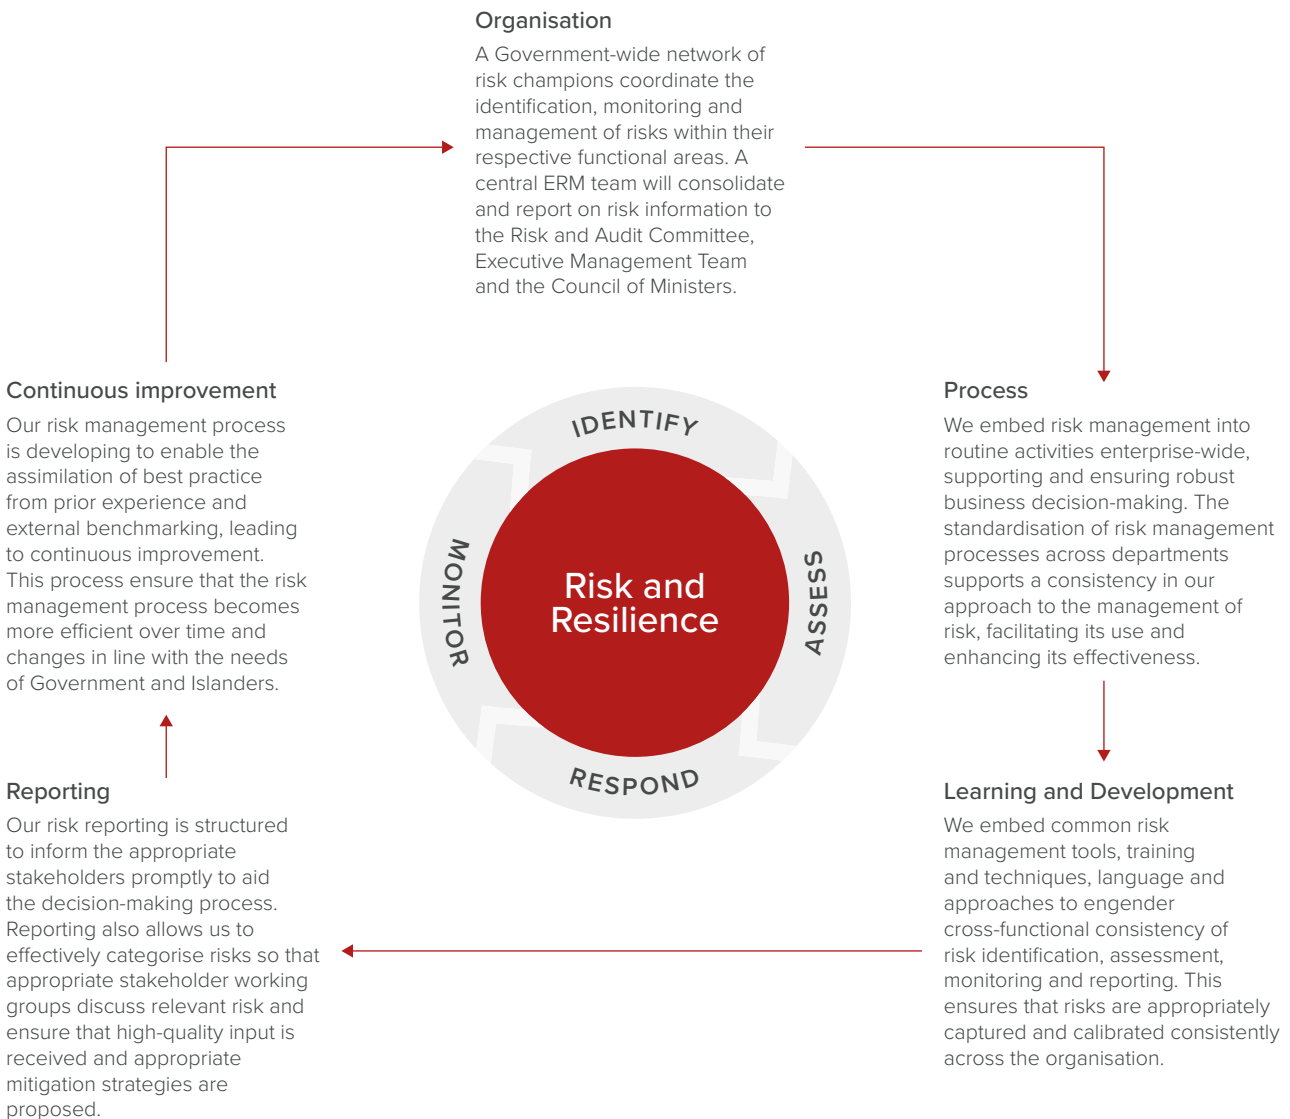 Organisation
A Government-wide network of
risk champions coordinate the
identification, monitoring and
management of risks within their
respective functional areas. A
central ERM team will consolidate
and report on risk information to
the Risk and Audit Committee,
Executive Management Team
and the Council of Ministers.
Process
We embed risk management into
routine activities enterprise-wide,
supporting and ensuring robust
business decision-making. The
standardisation of risk management
processes across departments
supports a consistency in our
approach to the management of
risk, facilitating its use and
enhancing its effectiveness.
Learning and Development
We embed common risk
management tools, training
and techniques, language and
approaches to engender
cross-functional consistency of
risk identification, assessment,
monitoring and reporting. This
ensures that risks are appropriately
captured and calibrated consistently
across the organisation.
Reporting
Our risk reporting is structured
to inform the appropriate
stakeholders promptly to aid
the decision-making process.
Reporting also allows us to
effectively categorise risks so that
appropriate stakeholder working
groups discuss relevant risk and
ensure that high-quality input is
received and appropriate
mitigation strategies are
proposed.
Continuous improvement
Our risk management process
is developing to enable the
assimilation of best practice
from prior experience and
external benchmarking, leading
to continuous improvement.
This process ensure that the risk
management process becomes
more efficient over time and
changes in line with the needs
of Government and Islanders.
IDENTIFY
ASSESS
RESPOND
MONITOR
Risk and
Resilience